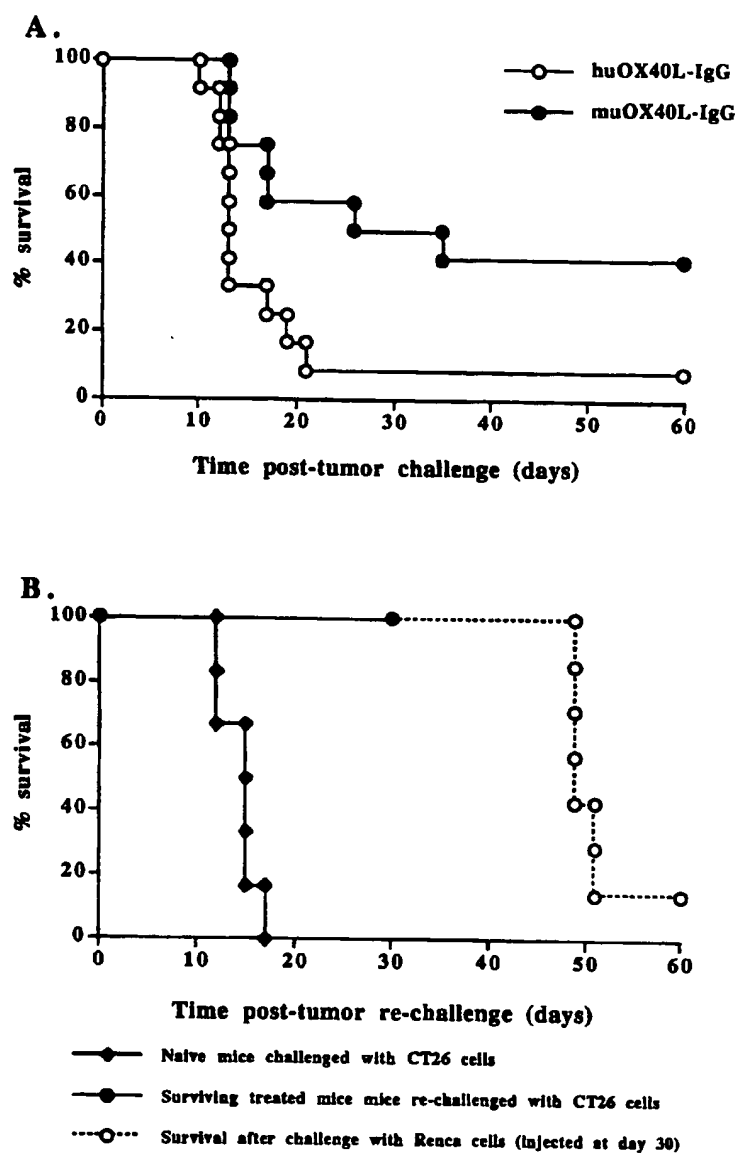 A.
100
80
60
40
20
0
% survival
huOX40L-IgG
muOX40L-IgG
0 10 20 30 40 50 60
Time post-tumor challenge (days)
B.
100
80
60
40
20
0
% survival
0 10 20 30 40 50 60
Time post-tumor re-challenge (days)
Naive mice challenged with CT26 cells
Surviving treated mice mice re-challenged with CT26 cells
Survival after challenge with Renca cells (injected at day 30)